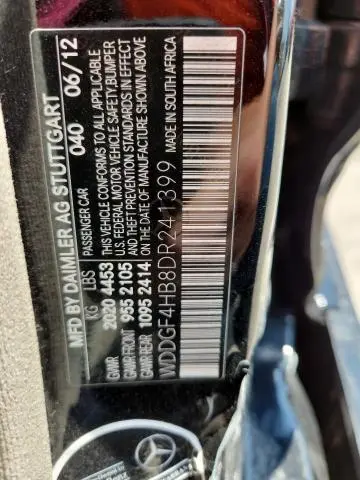 MFD BY DAIMLER AG STUTTGART 040 06/12
PASSENGER CAR
KG LBS
GVWR 2020 4453
GAWR FRONT 955 2105
GAWR REAR 1095 2414
THIS VEHICLE CONFORMS TO ALL APPLICABLE
U.S. FEDERAL MOTOR VEHICLE SAFETY, BUMPER
AND THEFT PREVENTION STANDARDS IN EFFECT
ON THE DATE OF MANUFACTURE SHOWN ABOVE
WDDGF4HB8DR241399
MADE IN SOUTH AFRICA